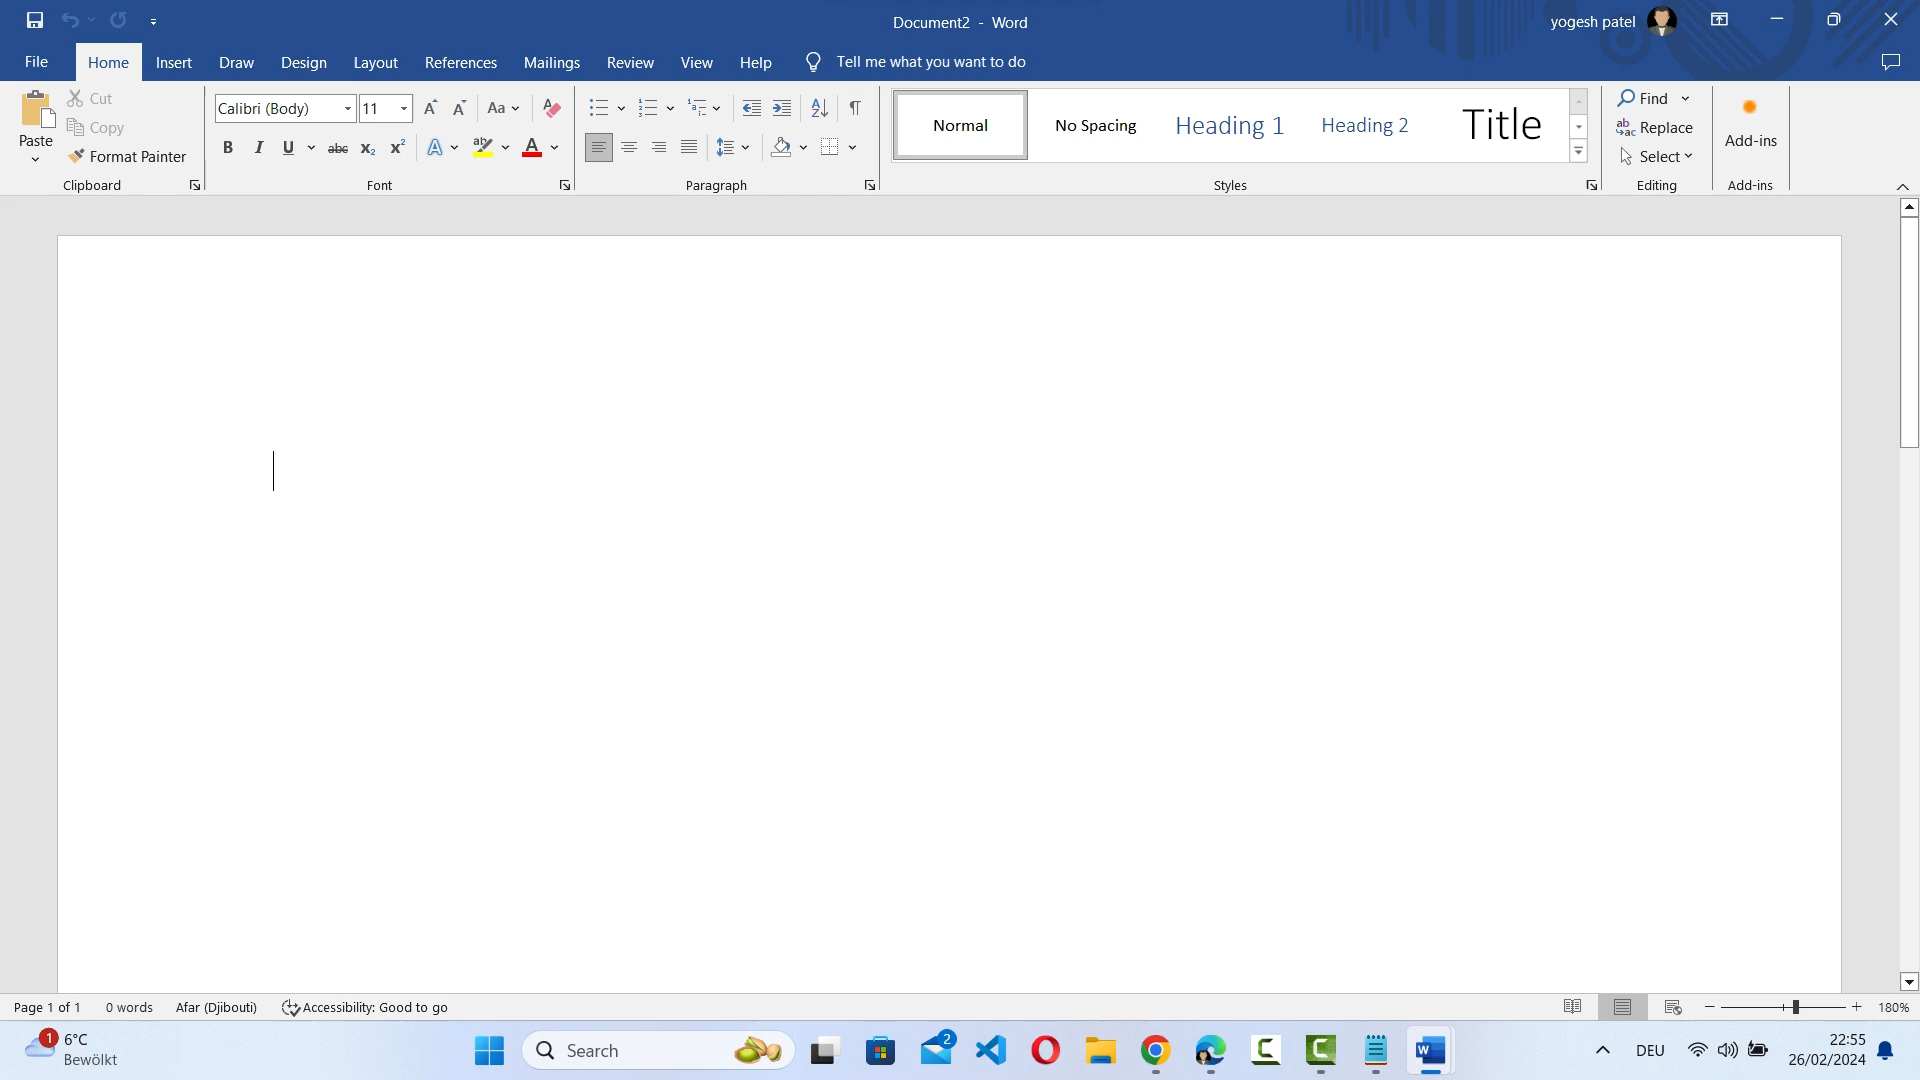 Document2 - Word
yogesh patel
File
Home
Insert
Draw
Design
Layout
References
Mailings
Review
View
Help
Tell me what you want to do
Paste
Cut
Copy
Format Painter
Clipboard
Calibri (Body)
11
Aa
Font
Paragraph
Normal
No Spacing
Heading 1
Heading 2
Title
Styles
Find
Replace
Select
Editing
Add-ins
Add-ins
Page 1 of 1
0 words
Afar (Djibouti)
Accessibility: Good to go
180%
1
6°C
Bewölkt
Search
2
DEU
22:55
26/02/2024